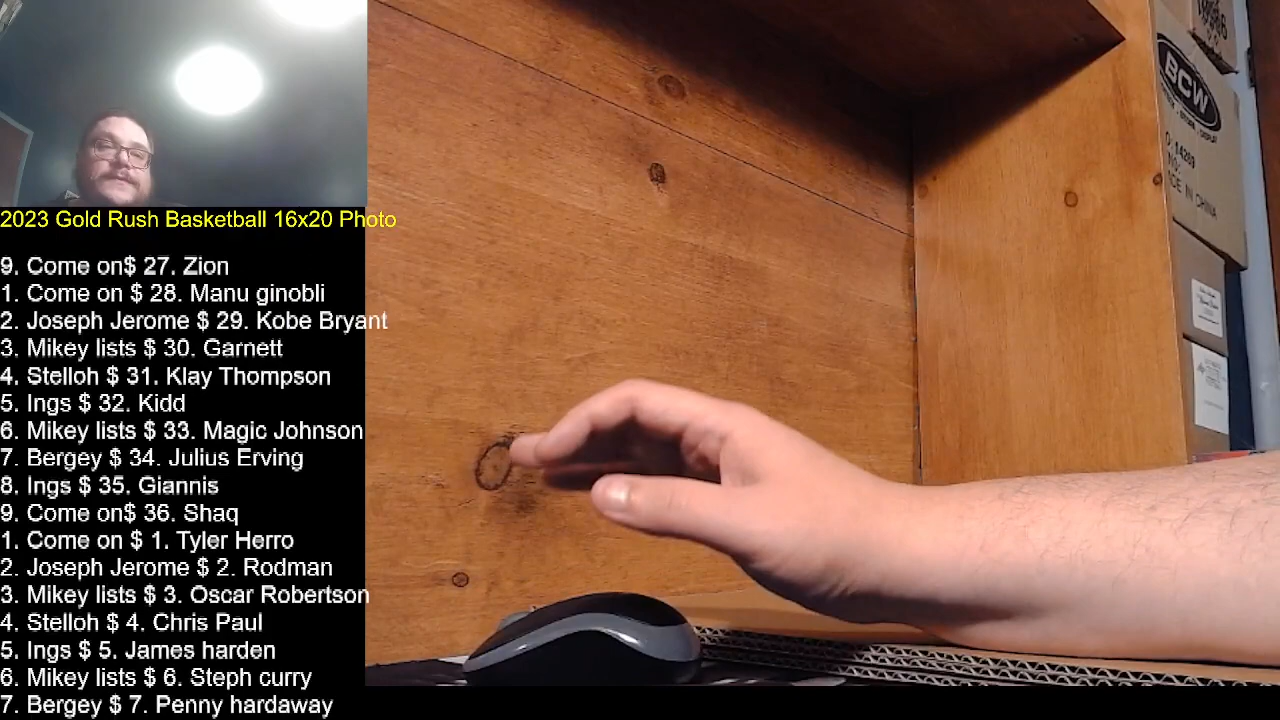 2023 Gold Rush Basketball 16x20 Photo
9. Come on$ 27. Zion
1. Come on $ 28. Manu ginobli
2. Joseph Jerome $ 29. Kobe Bryant
3. Mikey lists $ 30. Garnett
4. Stelloh $ 31. Klay Thompson
5. Ings $ 32. Kidd
6. Mikey lists $ 33. Magic Johnson
7. Bergey $ 34. Julius Erving
8. Ings $ 35. Giannis
9. Come on$ 36. Shaq
1. Come on $ 1. Tyler Herro
2. Joseph Jerome $ 2. Rodman
3. Mikey lists $ 3. Oscar Robertson
4. Stelloh $ 4. Chris Paul
5. Ings $ 5. James harden
6. Mikey lists $ 6. Steph curry
7. Bergey $ 7. Penny hardaway
BCW
DISPLAY
IN CHINA